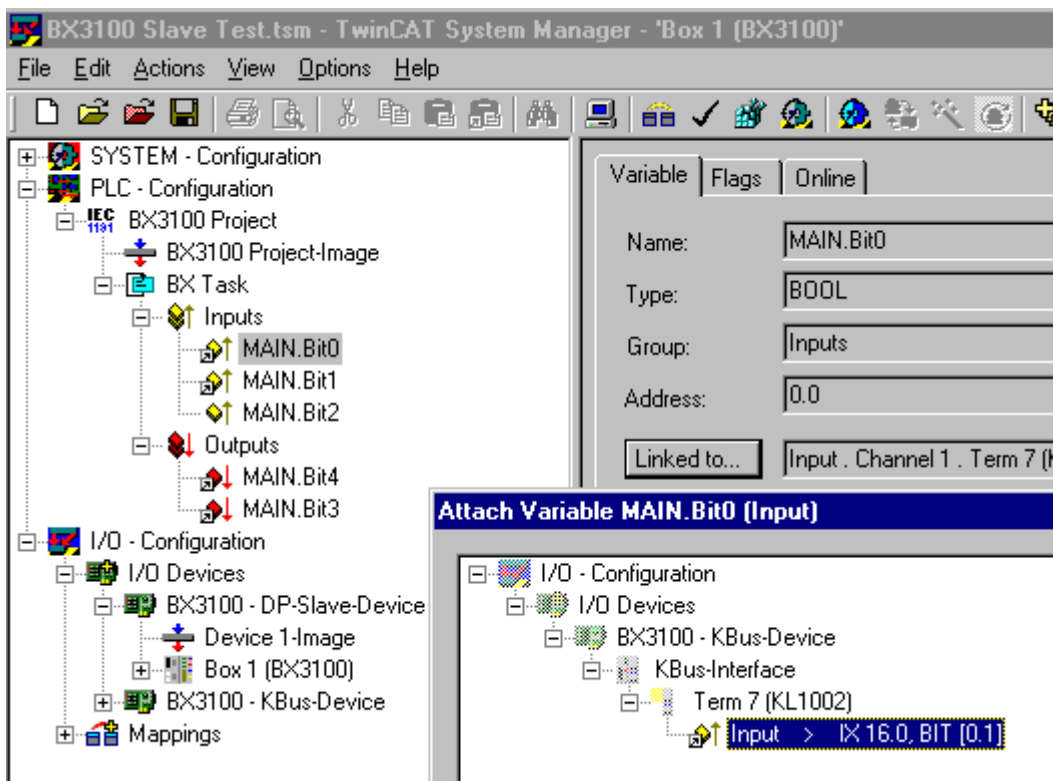 BX3100 Slave Test.tsm - TwinCAT System Manager - 'Box 1 (BX3100)'
File Edit Actions View Options Help
SYSTEM - Configuration
PLC - Configuration
IEC 1131 BX3100 Project
BX3100 Project-Image
BX Task
Inputs
MAIN.Bit0
MAIN.Bit1
MAIN.Bit2
Outputs
MAIN.Bit4
MAIN.Bit3
I/O - Configuration
I/O Devices
BX3100 - DP-Slave-Device
Device 1-Image
Box 1 (BX3100)
BX3100 - KBus-Device
Mappings
Variable Flags Online
Name: MAIN.Bit0
Type: BOOL
Group: Inputs
Address: 0.0
Linked to... Input . Channel 1 . Term 7 (
Attach Variable MAIN.Bit0 (Input)
I/O - Configuration
I/O Devices
BX3100 - KBus-Device
KBus-Interface
Term 7 (KL1002)
Input > IX 16.0, BIT [0.1]